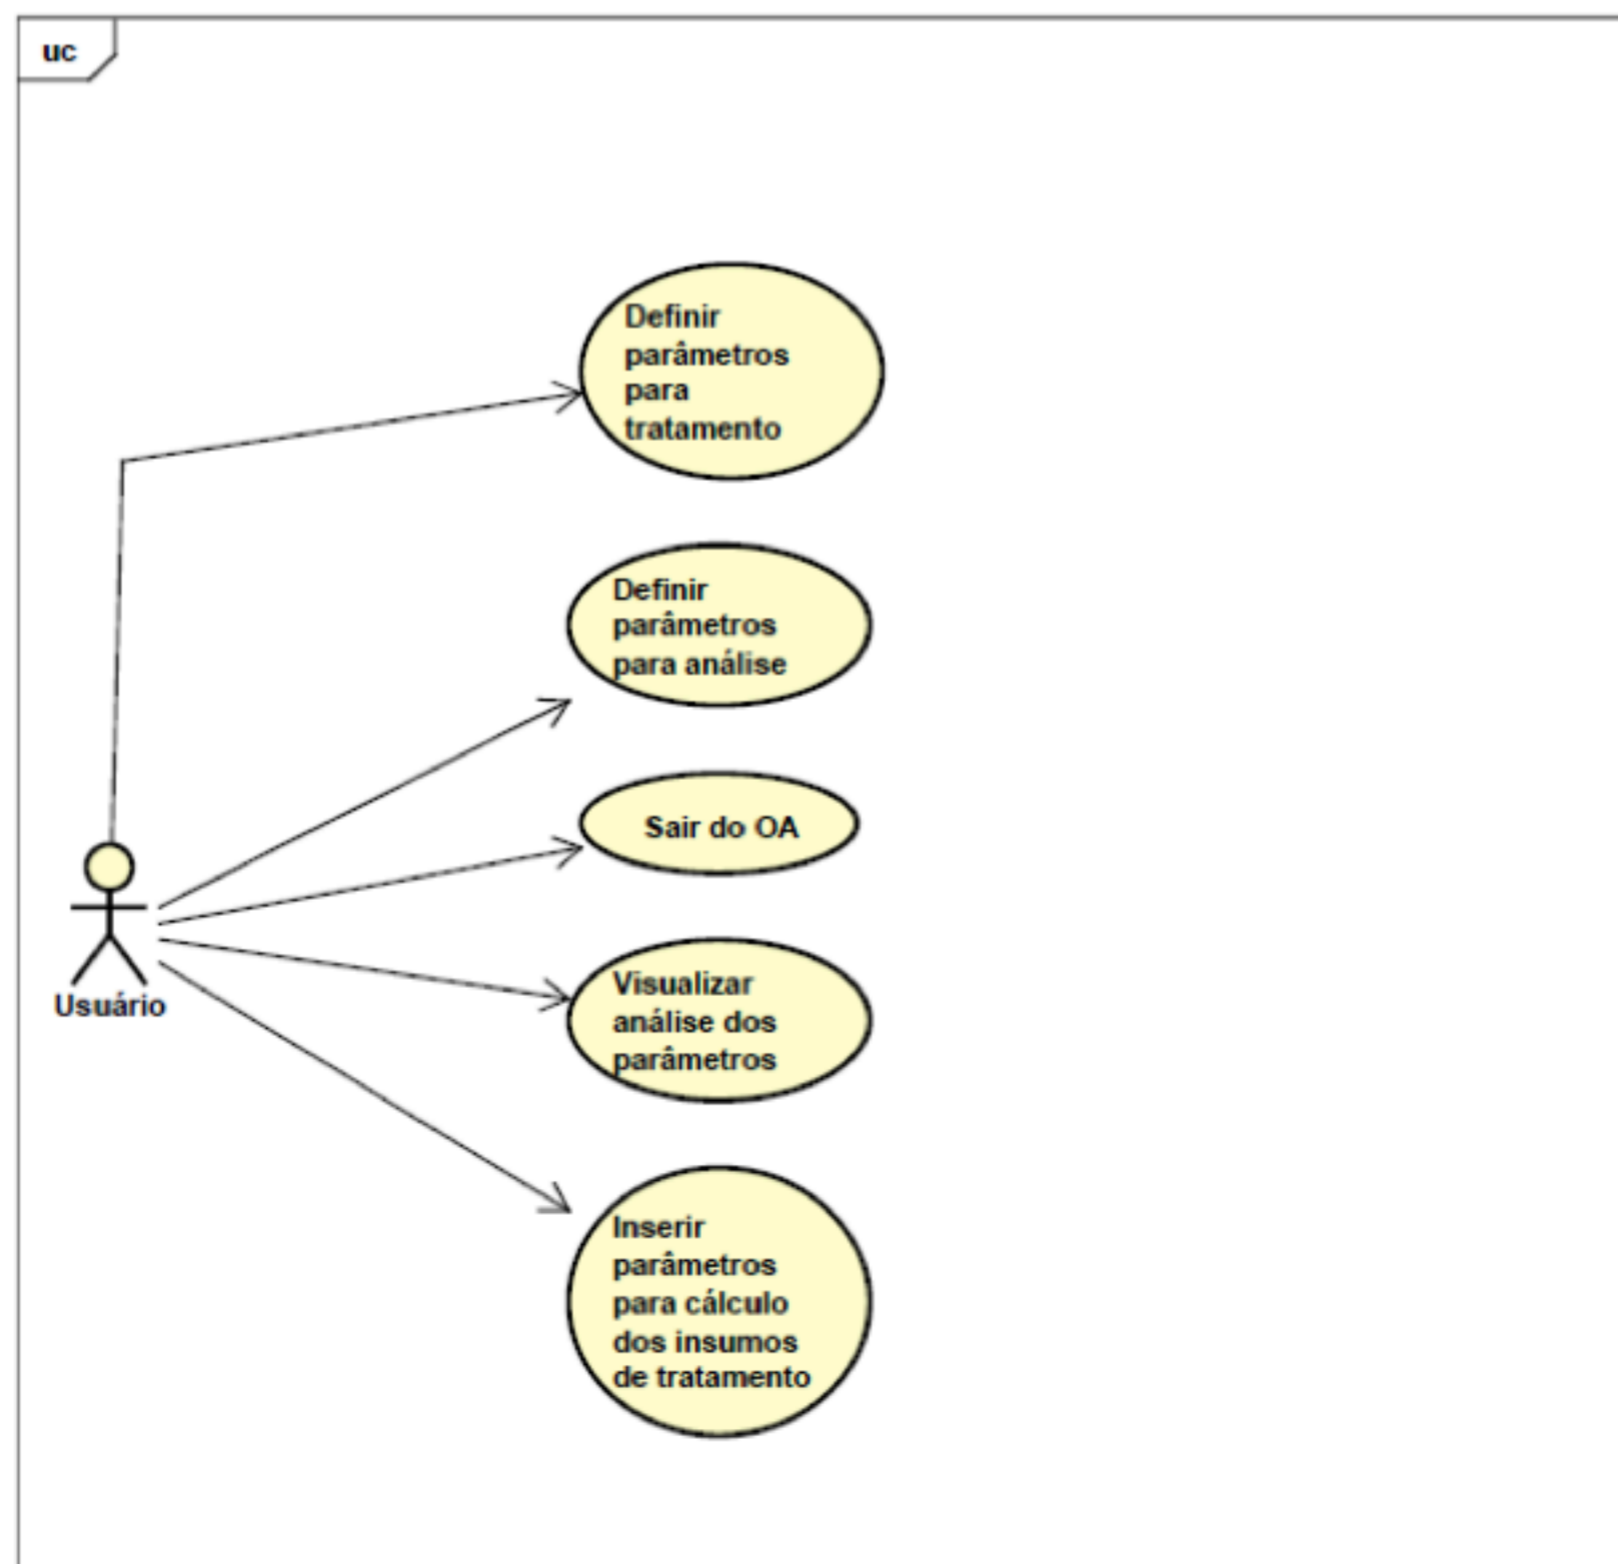 uc
Definir
parâmetros
para
tratamento
Definir
parâmetros
para análise
Sair do OA
Usuário
Visualizar
análise dos
parâmetros
Inserir
parâmetros
para cálculo
dos insumos
de tratamento